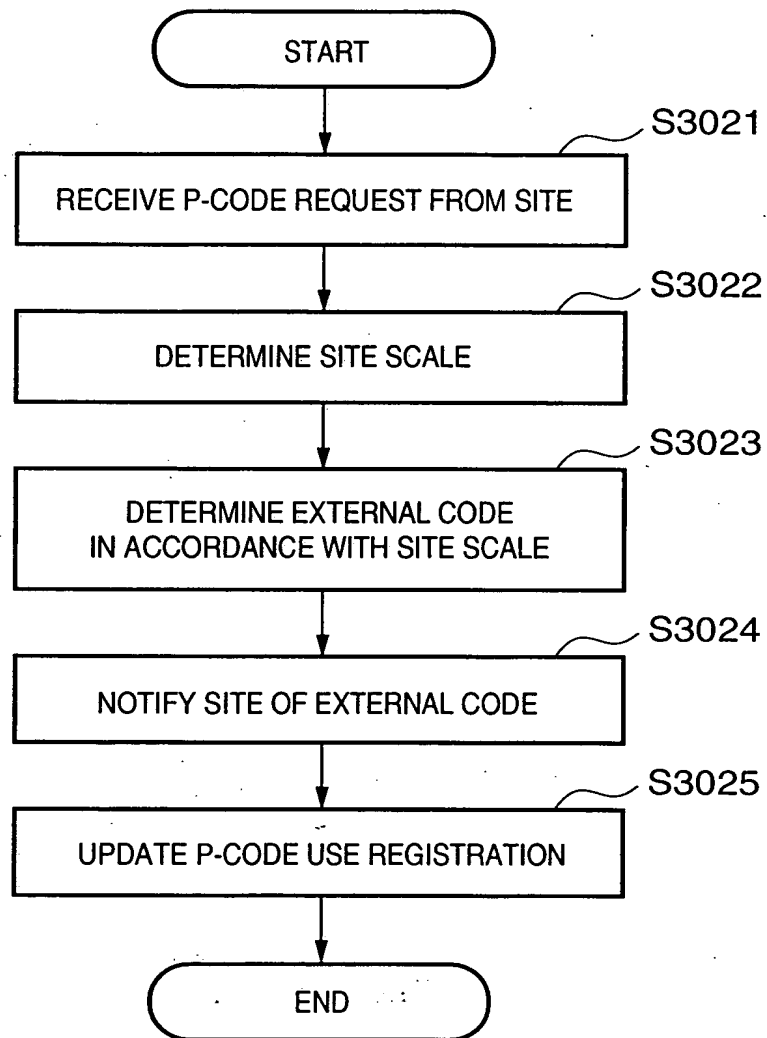 START
S3021
RECEIVE P-CODE REQUEST FROM SITE
S3022
DETERMINE SITE SCALE
S3023
DETERMINE EXTERNAL CODE
IN ACCORDANCE WITH SITE SCALE
S3024
NOTIFY SITE OF EXTERNAL CODE
S3025
UPDATE P-CODE USE REGISTRATION
END